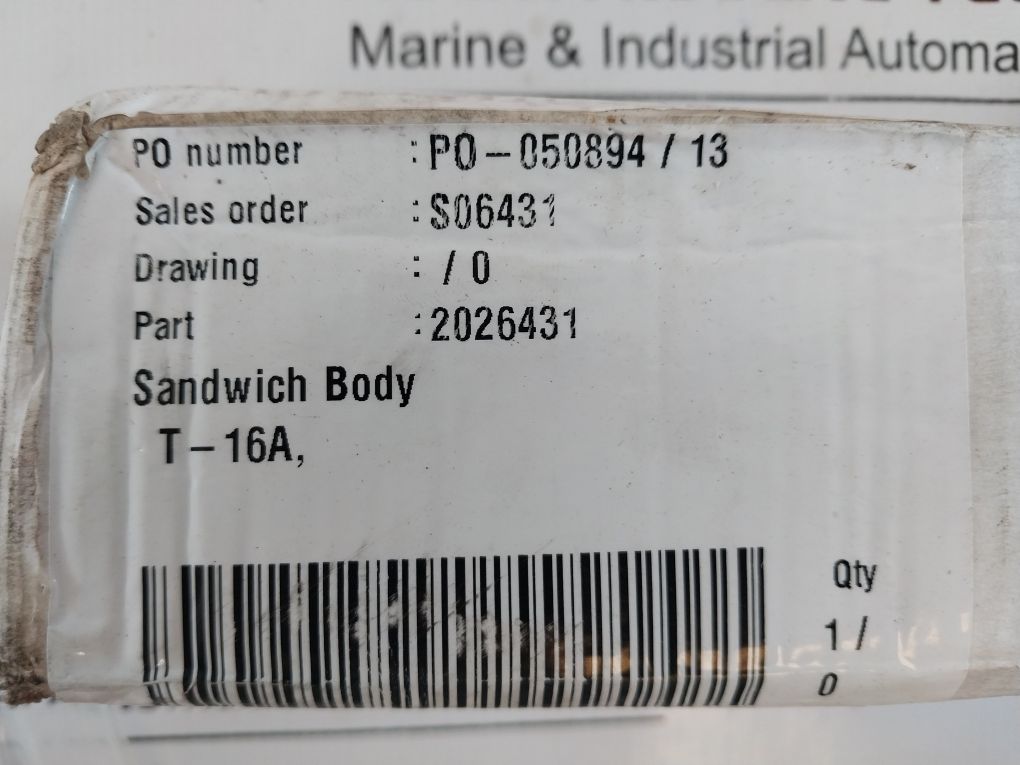 Marine & Industrial Automa
PO number : PO-050894 / 13
Sales order : S06431
Drawing : / 0
Part : 2026431
Sandwich Body
T-16A,
Qty
1 /
0